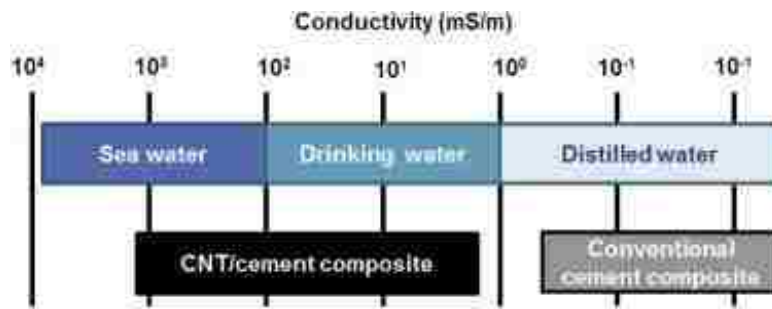 Conductivity (mS/m)
10⁴ 10³ 10² 10¹ 10⁰ 10⁻¹ 10⁻¹
Sea water Drinking water Distilled water
CNT/cement composite
Conventional
cement composite